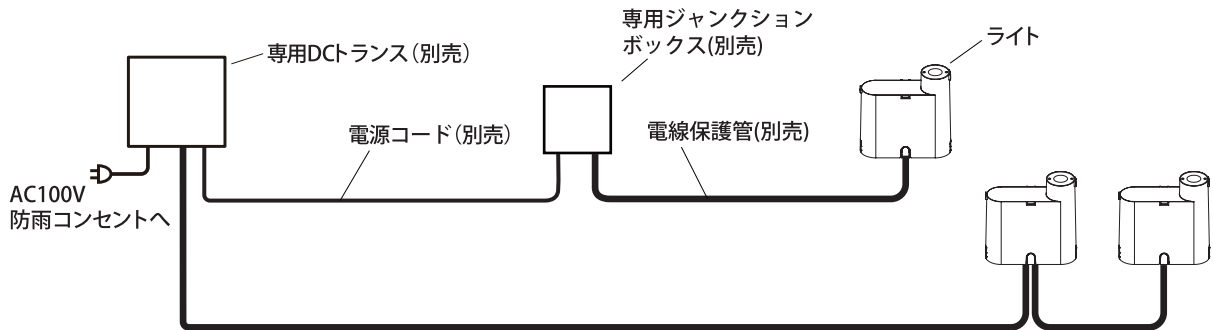 専用DCトランス（別売）
専用ジャンクション
ボックス(別売)
ライト
電源コード（別売）
電線保護管(別売)
AC100V
防雨コンセントへ